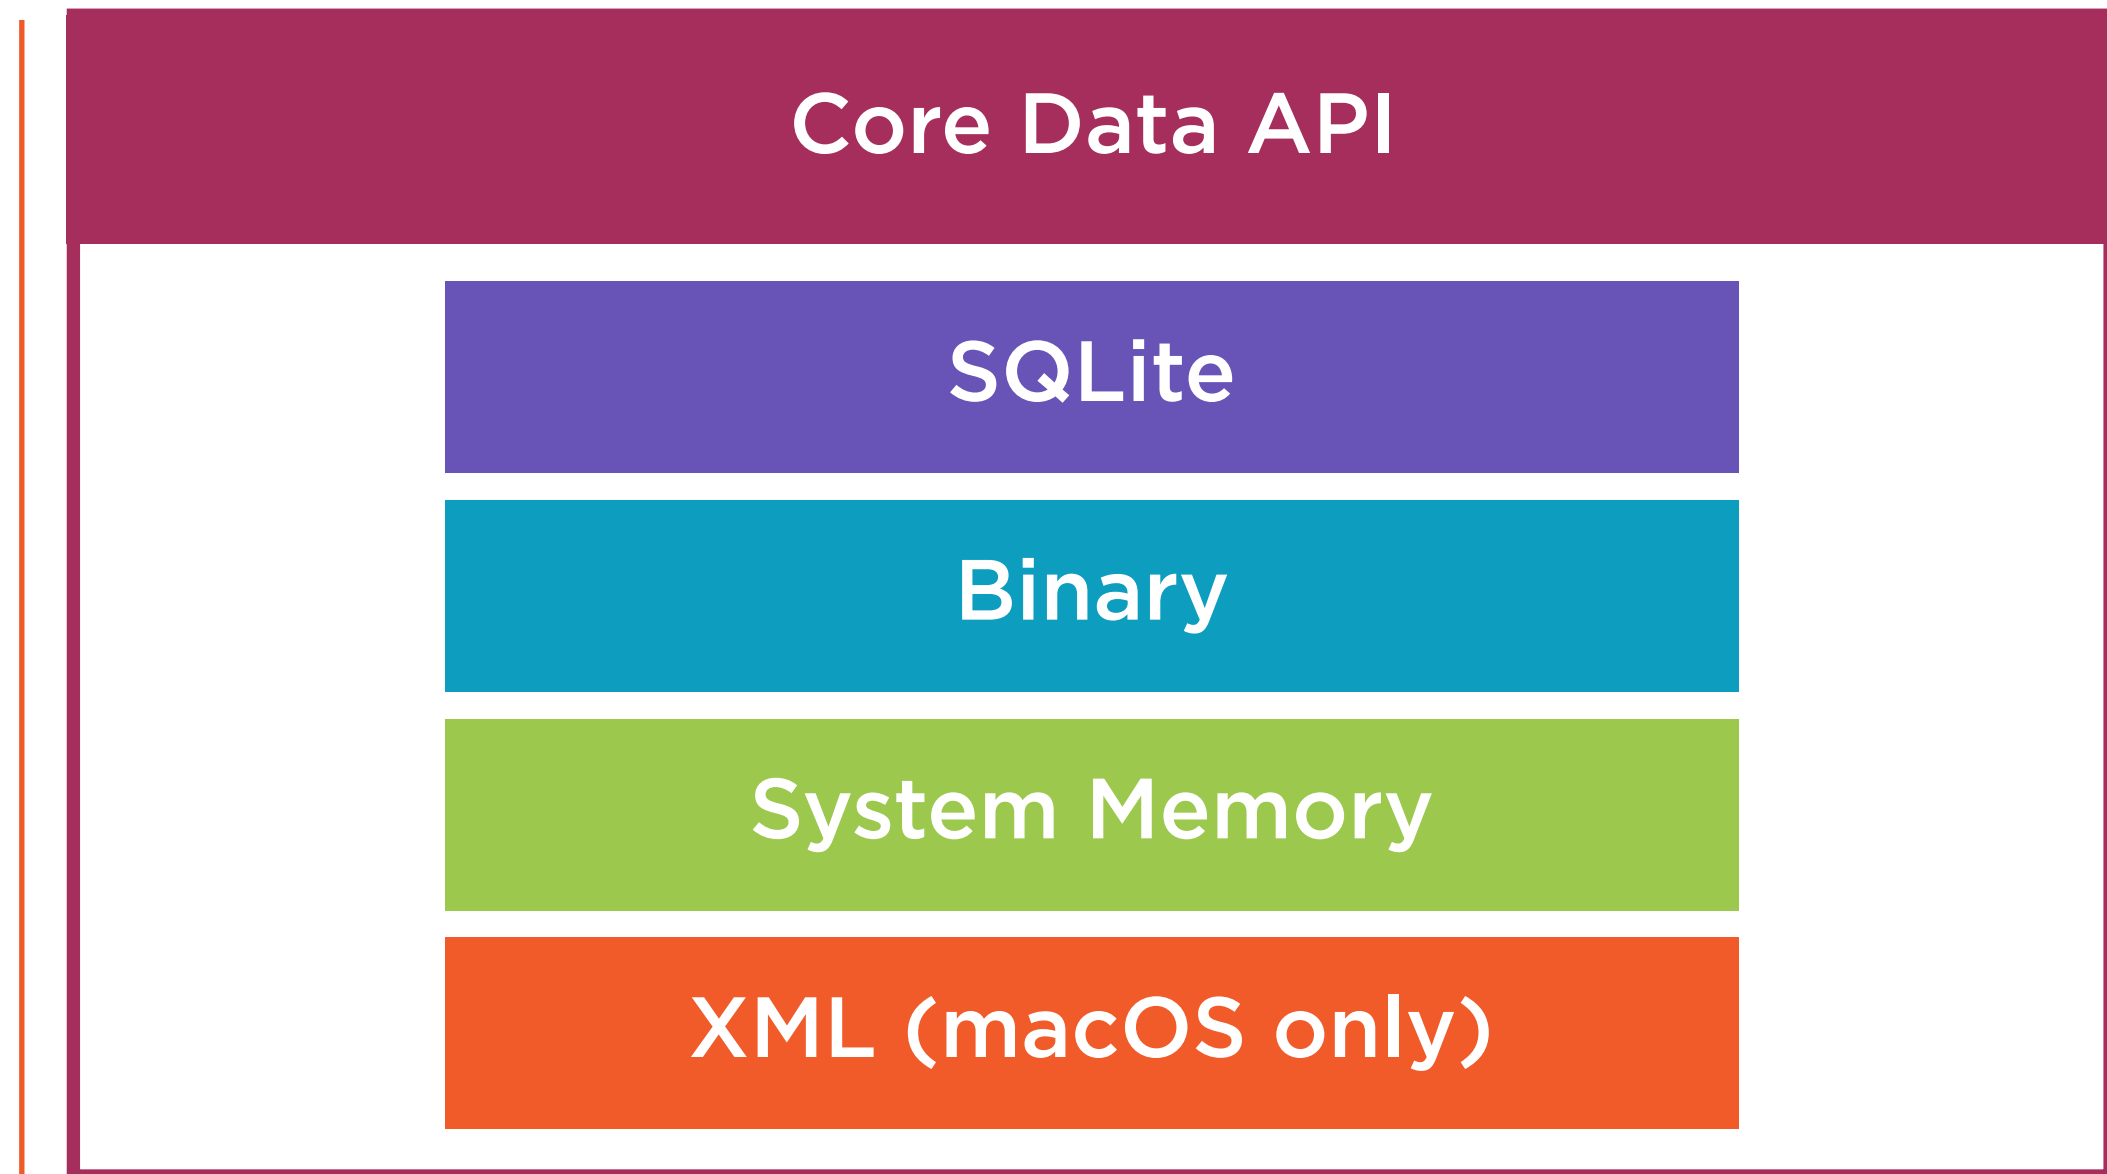 Core Data API
SQLite
Binary
System Memory
XML (macOS only)